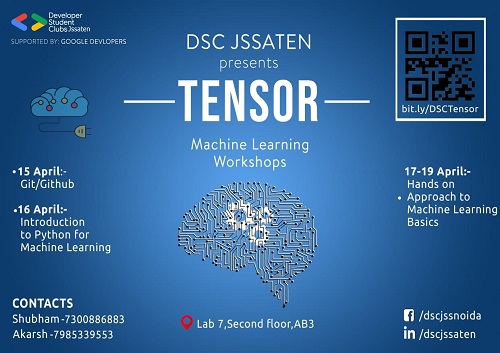 Developer
Student
Clubs Jssaten
SUPPORTED BY: GOOGLE DEVLOPERS
DSC JSSATEN
presents
TENSOR
Machine Learning
Workshops
bit.ly/DSCTensor
•15 April:-
Git/Github
•16 April:-
Introduction
to Python for
Machine Learning
17-19 April:-
Hands on
• Approach to
Machine Learning
Basics
CONTACTS
Shubham-7300886883
Akarsh-7985339553
Lab 7,Second floor,AB3
/dscjssnoida
/dscjssaten